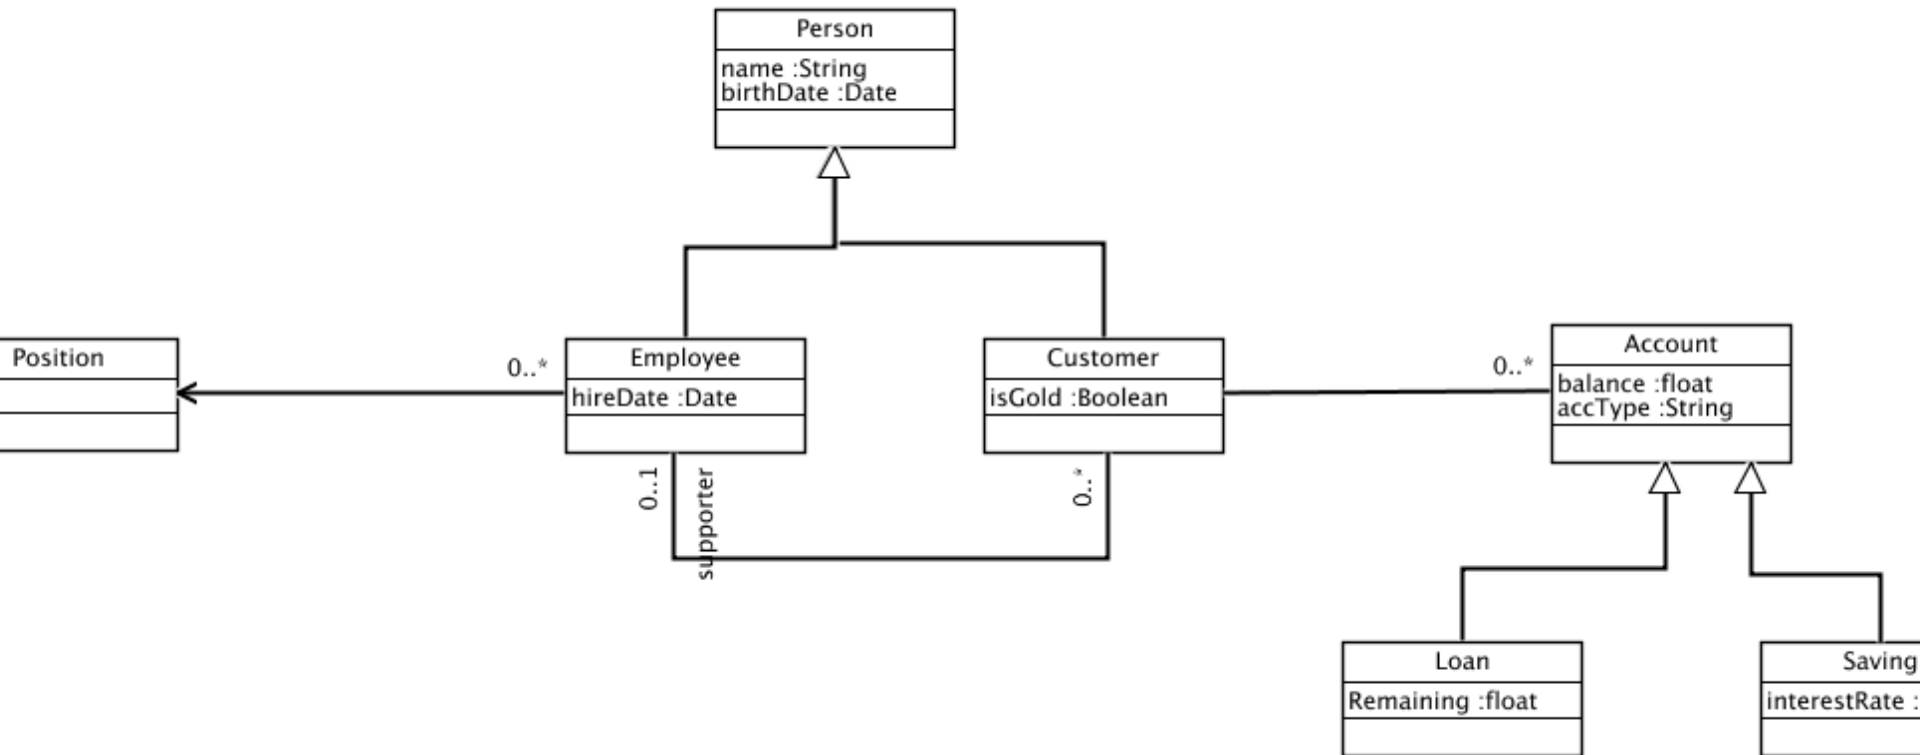 Person
name :String
birthDate :Date
Position
0..*
Employee
hireDate :Date
Customer
isGold :Boolean
0..*
Account
balance :float
accType :String
0..1
supporter
0..*
Loan
Remaining :float
Saving
interestRate :